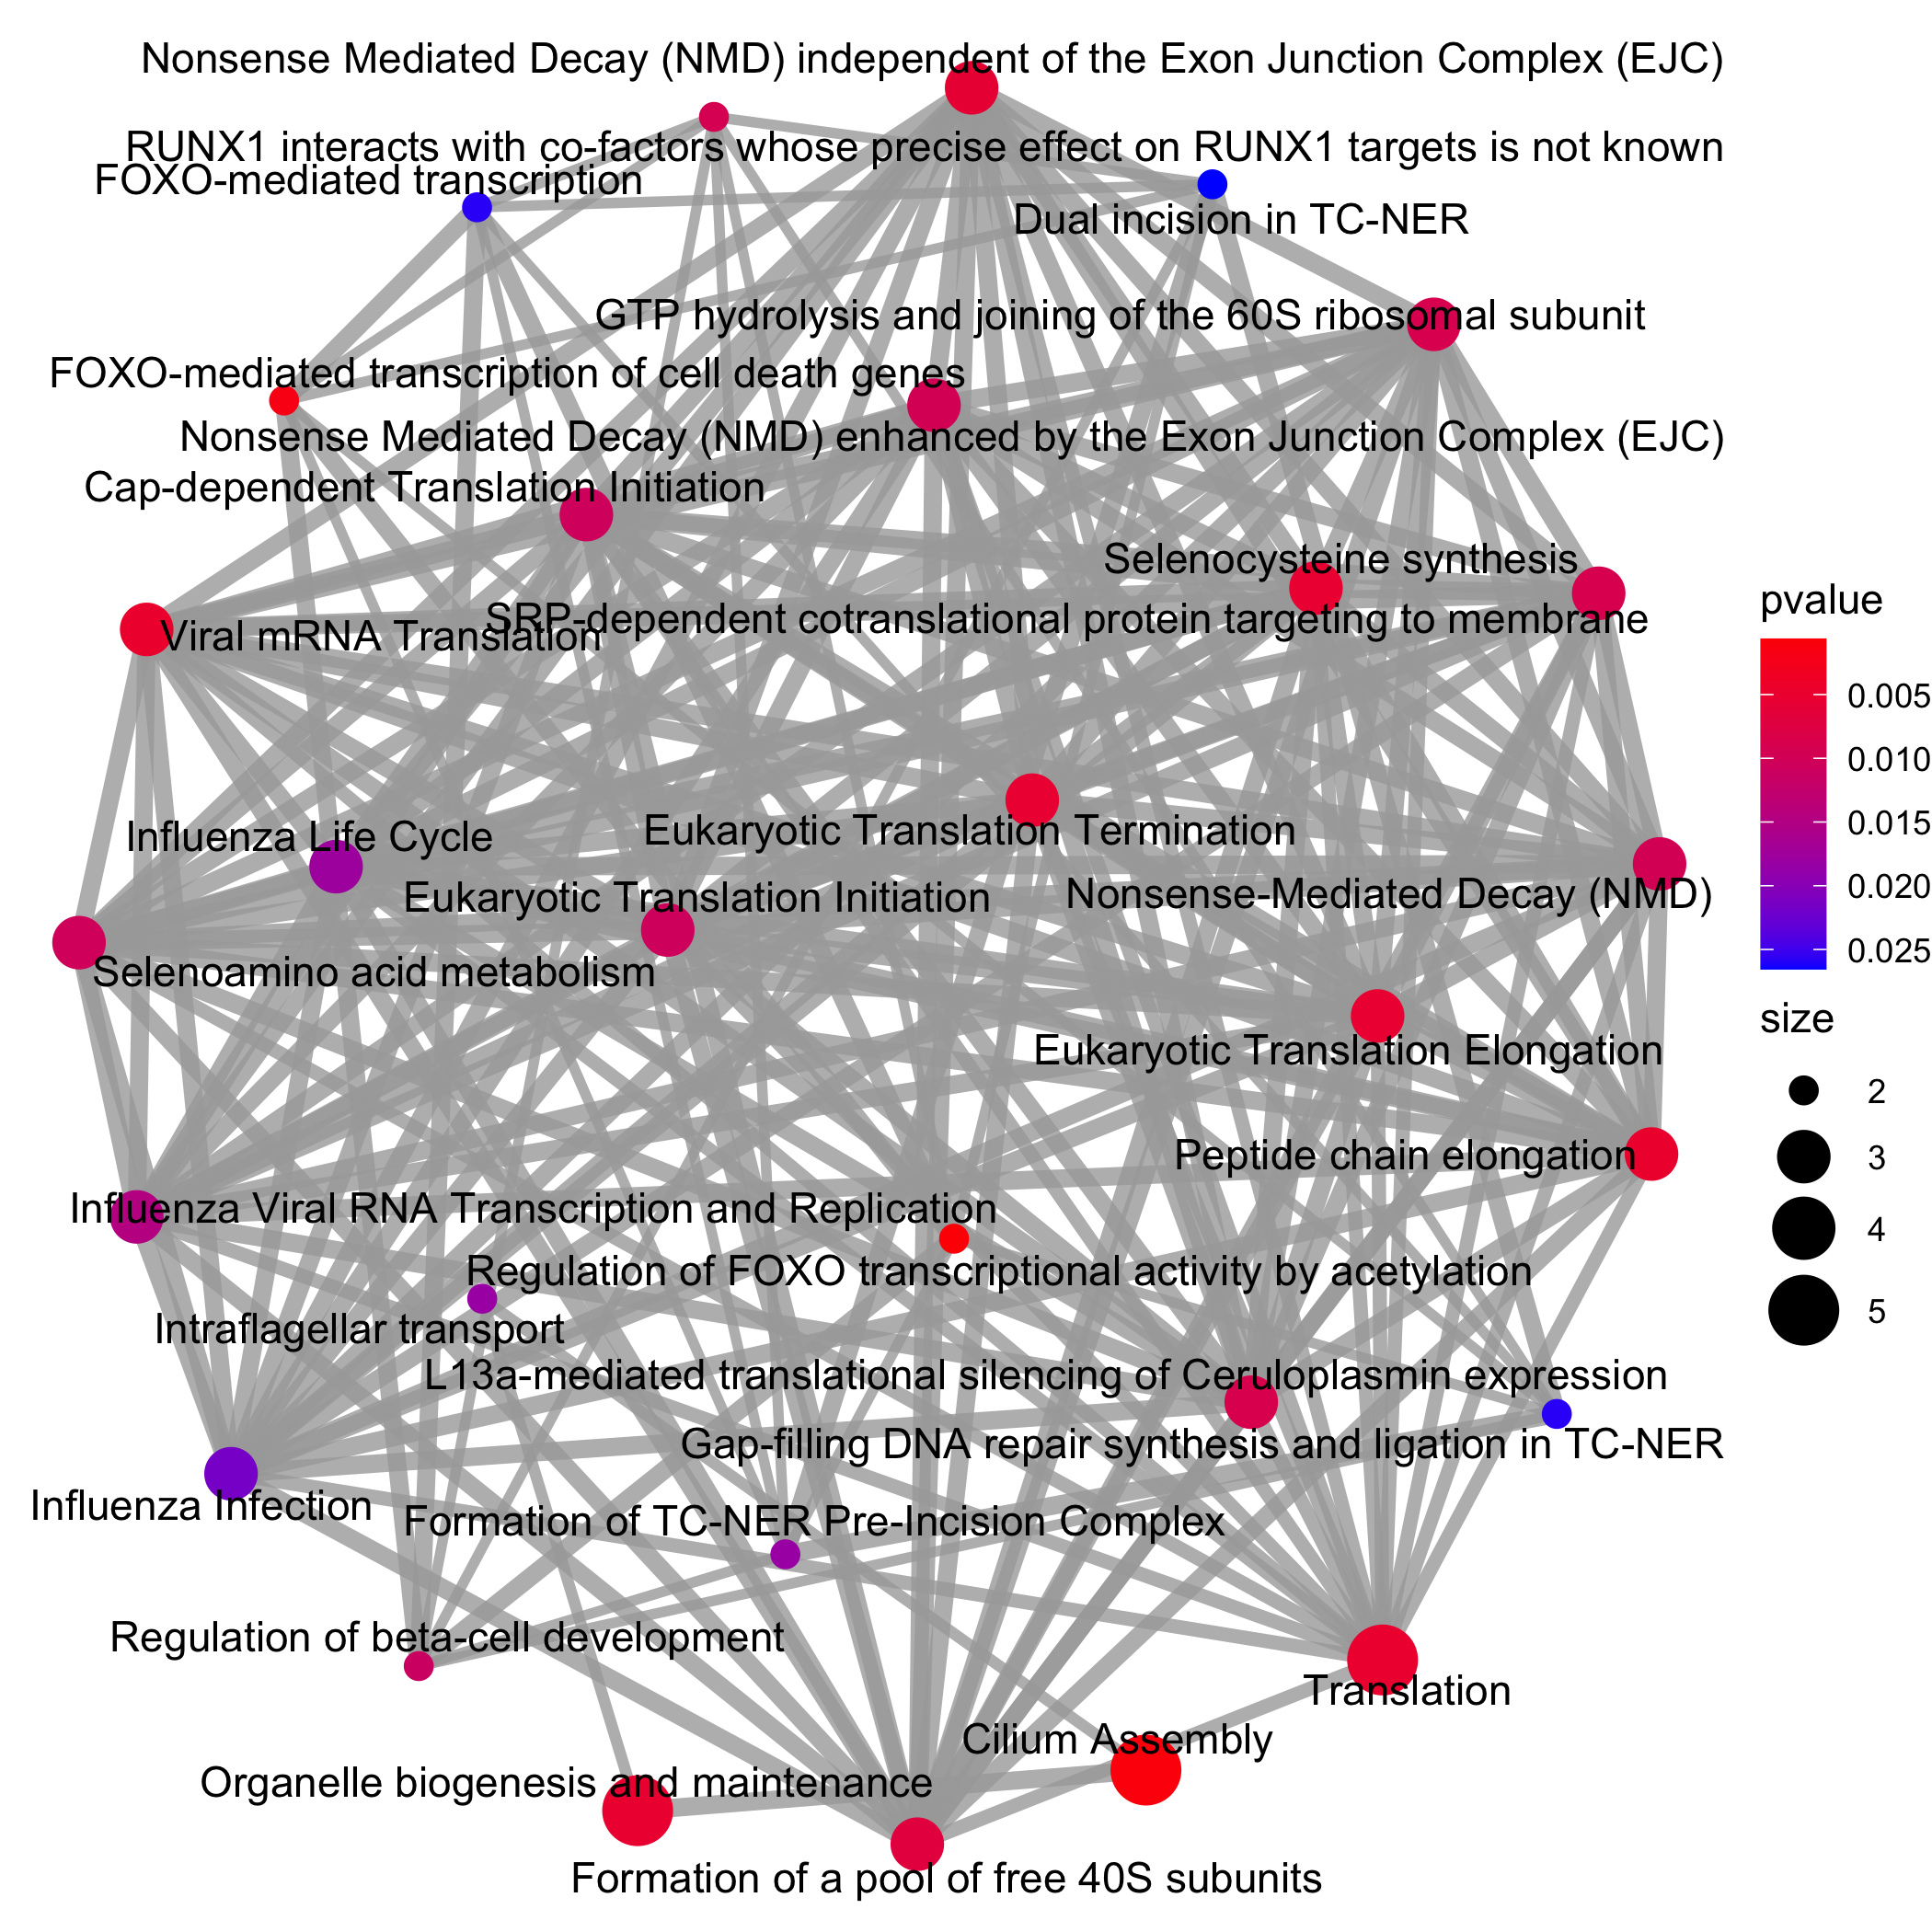 Nonsense Mediated Decay (NMD) independent of the Exon Junction Complex (EJC)
RUNX1 interacts with co-factors whose precise effect on RUNX1 targets is not known
FOXO-mediated transcription
Dual incision in TC-NER
GTP hydrolysis and joining of the 60S ribosomal subunit
FOXO-mediated transcription of cell death genes
Nonsense Mediated Decay (NMD) enhanced by the Exon Junction Complex (EJC)
Cap-dependent Translation Initiation
Selenocysteine synthesis
SRP-dependent cotranslational protein targeting to membrane
Viral mRNA Translation
Influenza Life Cycle
Eukaryotic Translation Termination
Eukaryotic Translation Initiation
Nonsense-Mediated Decay (NMD)
Selenoamino acid metabolism
Eukaryotic Translation Elongation
Peptide chain elongation
Influenza Viral RNA Transcription and Replication
Regulation of FOXO transcriptional activity by acetylation
Intraflagellar transport
L13a-mediated translational silencing of Ceruloplasmin expression
Gap-filling DNA repair synthesis and ligation in TC-NER
Influenza Infection
Formation of TC-NER Pre-Incision Complex
Regulation of beta-cell development
Translation
Cilium Assembly
Organelle biogenesis and maintenance
Formation of a pool of free 40S subunits
pvalue
0.005
0.010
0.015
0.020
0.025
size
2
3
4
5